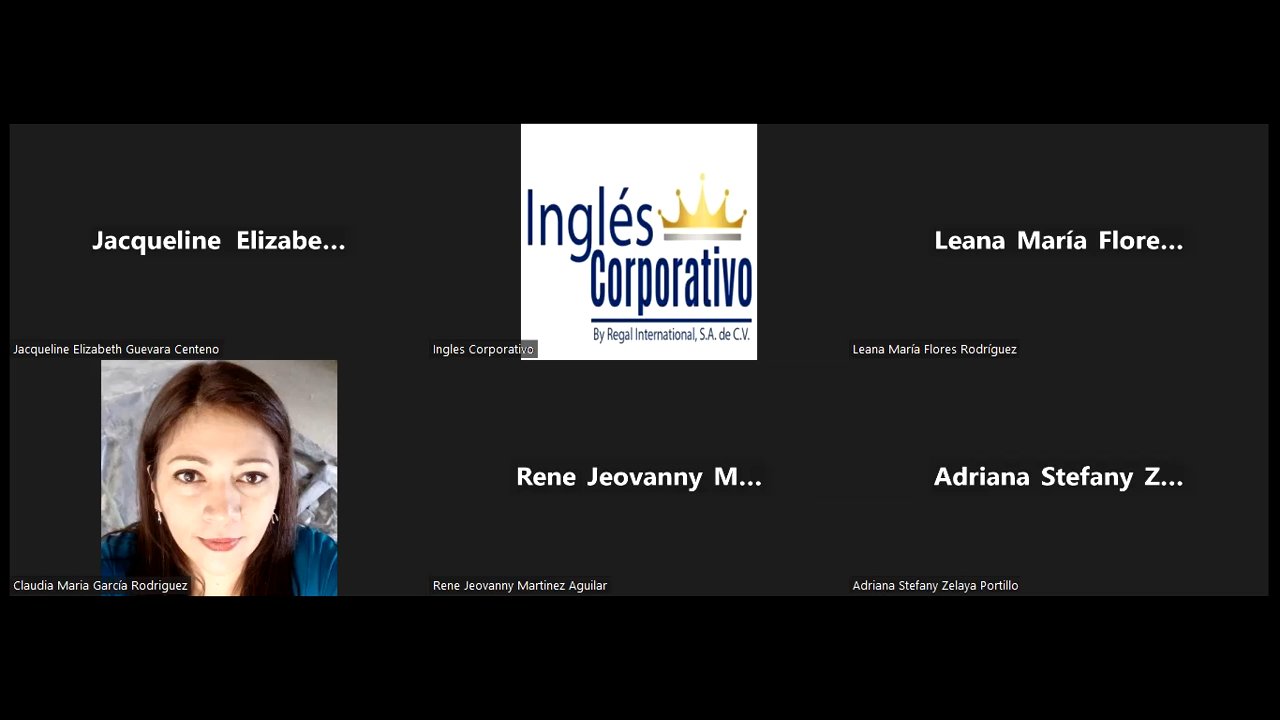 Jacqueline Elizabe...
Jacqueline Elizabeth Guevara Centeno
Inglés
Corporativo
By Regal International, S.A. de C.V.
Ingles Corporativo
Leana María Flore...
Leana María Flores Rodríguez
Claudia Maria García Rodriguez
Rene Jeovanny M...
Rene Jeovanny Martinez Aguilar
Adriana Stefany Z...
Adriana Stefany Zelaya Portillo